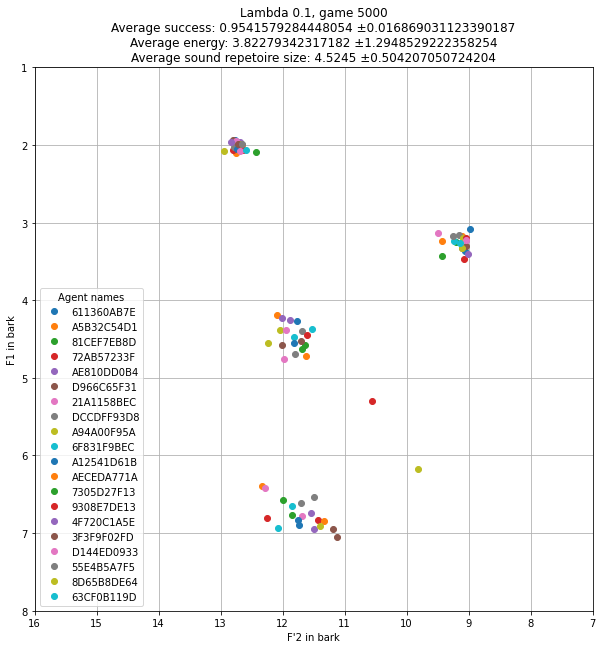 Lambda 0.1, game 5000
Average success: 0.9541579284448054 ±0.016869031123390187
Average energy: 3.82279342317182 ±1.2948529222358254
Average sound repetoire size: 4.5245 ±0.504207050724204
1
2
3
4
5
6
7
8
F1 in bark
Agent names
611360AB7E
A5B32C54D1
81CEF7EB8D
72AB57233F
AE810DD0B4
D966C65F31
21A1158BEC
DCCDFF93D8
A94A00F95A
6F831F9BEC
A12541D61B
AECEDA771A
7305D27F13
9308E7DE13
4F720C1A5E
3F3F9F02FD
D144ED0933
55E4B5A7F5
8D65B8DE64
63CF0B119D
16 15 14 13 12 11 10 9 8 7
F'2 in bark